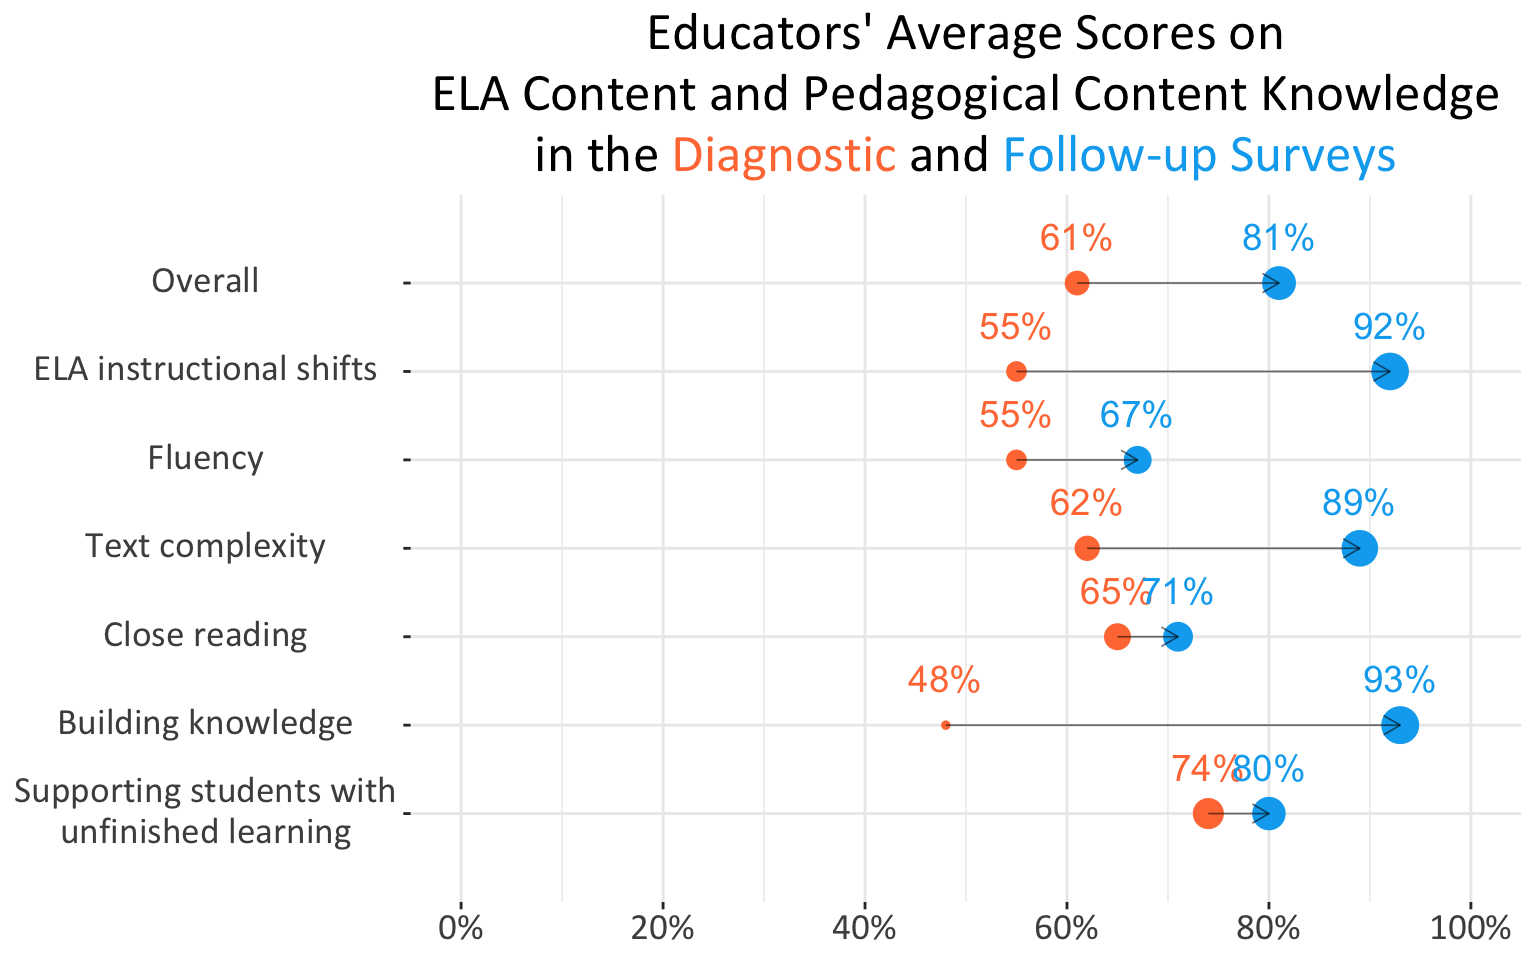 Educators' Average Scores on
ELA Content and Pedagogical Content Knowledge
in the Diagnostic and Follow-up Surveys
61% 81%
Overall
55% 92%
ELA instructional shifts
55% 67%
Fluency
62% 89%
Text complexity
65% 71%
Close reading
48% 93%
Building knowledge
74% 80%
Supporting students with
unfinished learning
0% 20% 40% 60% 80% 100%